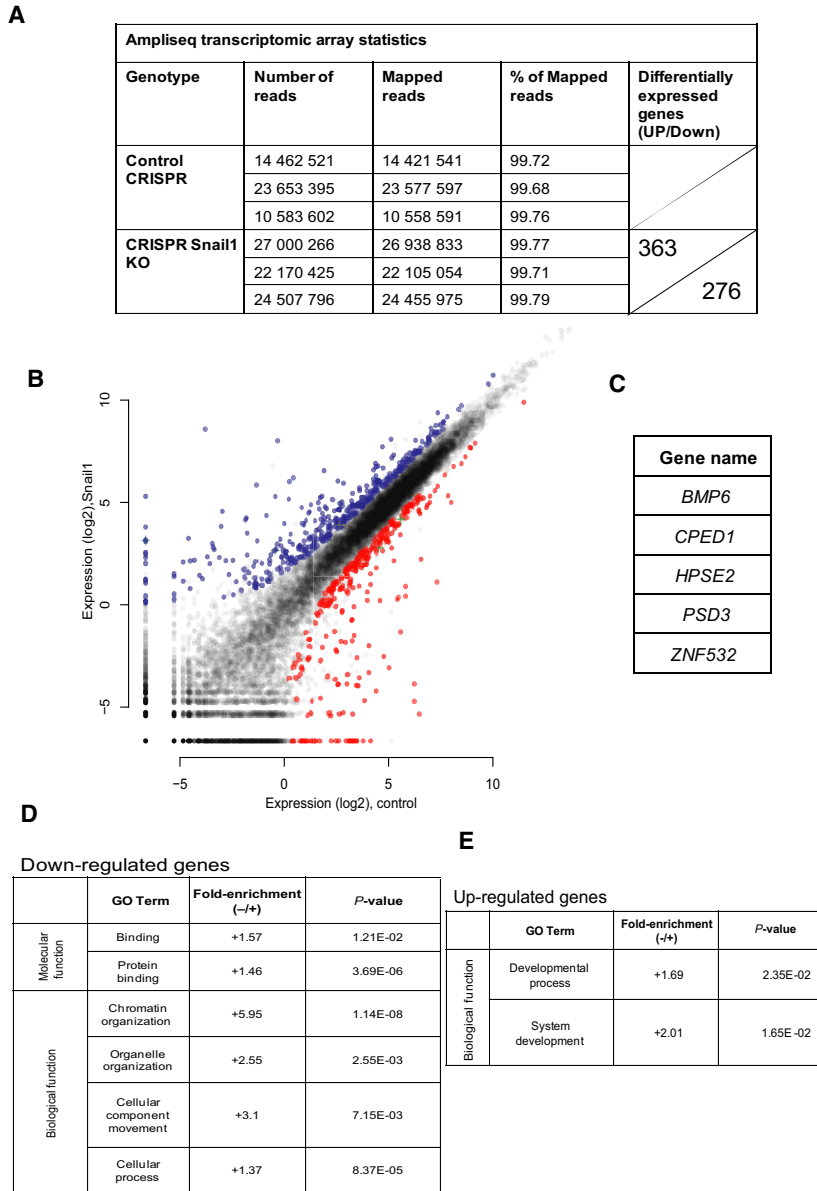 A
Ampliseq transcriptomic array statistics
Genotype
Number of
reads
Mapped
reads
% of Mapped
reads
Differentially
expressed
genes
(UP/Down)
Control
CRISPR
14 462 521
14 421 541
99.72
23 653 395
23 577 597
99.68
10 583 602
10 558 591
99.76
CRISPR Snail1
KO
27 000 266
26 938 833
99.77
363
22 170 425
22 105 054
99.71
276
24 507 796
24 455 975
99.79
B
Expression (log2),Snail1
10
5
0
−5
−5
0
5
10
Expression (log2), control
C
Gene name
BMP6
CPED1
HPSE2
PSD3
ZNF532
D
Down-regulated genes
GO Term
Fold-enrichment
(–/+)
P-value
Molecular
function
Binding
+1.57
1.21E-02
Protein
binding
+1.46
3.69E-06
Biological function
Chromatin
organization
+5.95
1.14E-08
Organelle
organization
+2.55
2.55E-03
Cellular
component
movement
+3.1
7.15E-03
Cellular
process
+1.37
8.37E-05
E
Up-regulated genes
GO Term
Fold-enrichment
(-/+)
P-value
Biological function
Developmental
process
+1.69
2.35E-02
System
development
+2.01
1.65E-02